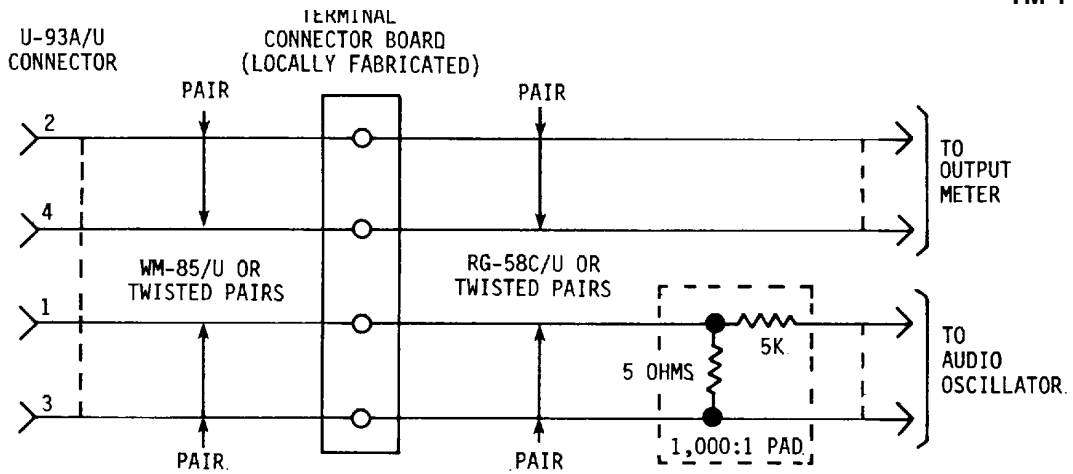 TERMINAL
CONNECTOR BOARD
(LOCALLY FABRICATED)
U-93A/U
CONNECTOR
PAIR
PAIR
2
4
TO
OUTPUT
METER
WM-85/U OR
TWISTED PAIRS
RG-58C/U OR
TWISTED PAIRS
1
3
5 OHMS
5K
TO
AUDIO
OSCILLATOR.
1,000:1 PAD
PAIR.
PAIR